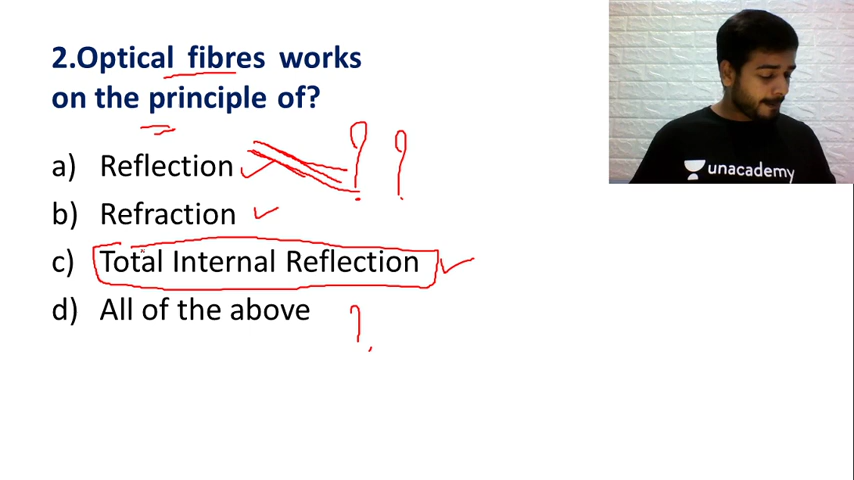 2.Optical fibres works
on the principle of?
a) Reflection
b) Refraction
c) Total Internal Reflection
d) All of the above
unacademy